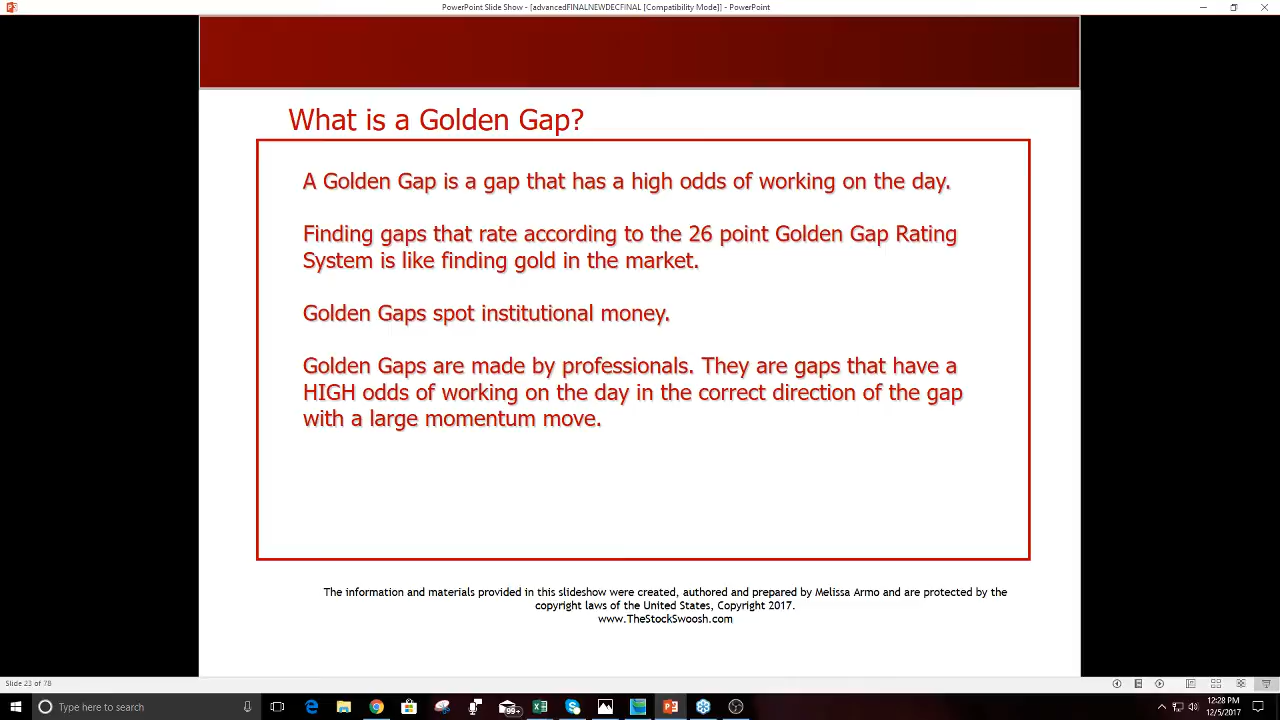 PowerPoint Slide Show - [advancedFINALNEWDECFINAL [Compatibility Mode]] - PowerPoint
What is a Golden Gap?
A Golden Gap is a gap that has a high odds of working on the day.
Finding gaps that rate according to the 26 point Golden Gap Rating
System is like finding gold in the market.
Golden Gaps spot institutional money.
Golden Gaps are made by professionals. They are gaps that have a
HIGH odds of working on the day in the correct direction of the gap
with a large momentum move.
The information and materials provided in this slideshow were created, authored and prepared by Melissa Armo and are protected by the
copyright laws of the United States, Copyright 2017.
www.TheStockSwoosh.com
Slide 23 of 78
Type here to search
99+
12:28 PM
12/5/2017